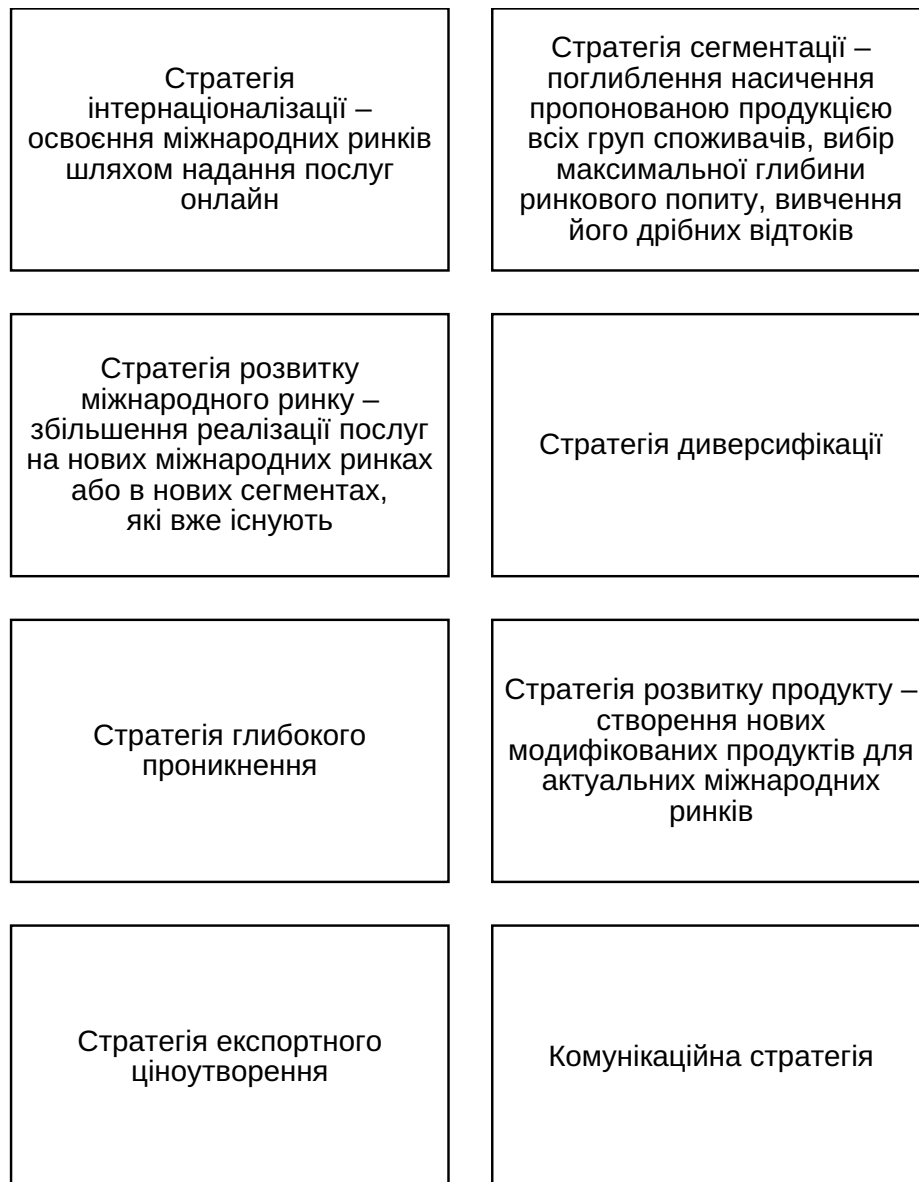 Стратегія
інтернаціоналізації –
освоєння міжнародних ринків
шляхом надання послуг
онлайн
Стратегія сегментації –
поглиблення насичення
пропонованою продукцією
всіх груп споживачів, вибір
максимальної глибини
ринкового попиту, вивчення
його дрібних відтоків
Стратегія розвитку
міжнародного ринку –
збільшення реалізації послуг
на нових міжнародних ринках
або в нових сегментах,
які вже існують
Стратегія диверсифікації
Стратегія глибокого
проникнення
Стратегія розвитку продукту –
створення нових
модифікованих продуктів для
актуальних міжнародних
ринків
Стратегія експортного
ціноутворення
Комунікаційна стратегія